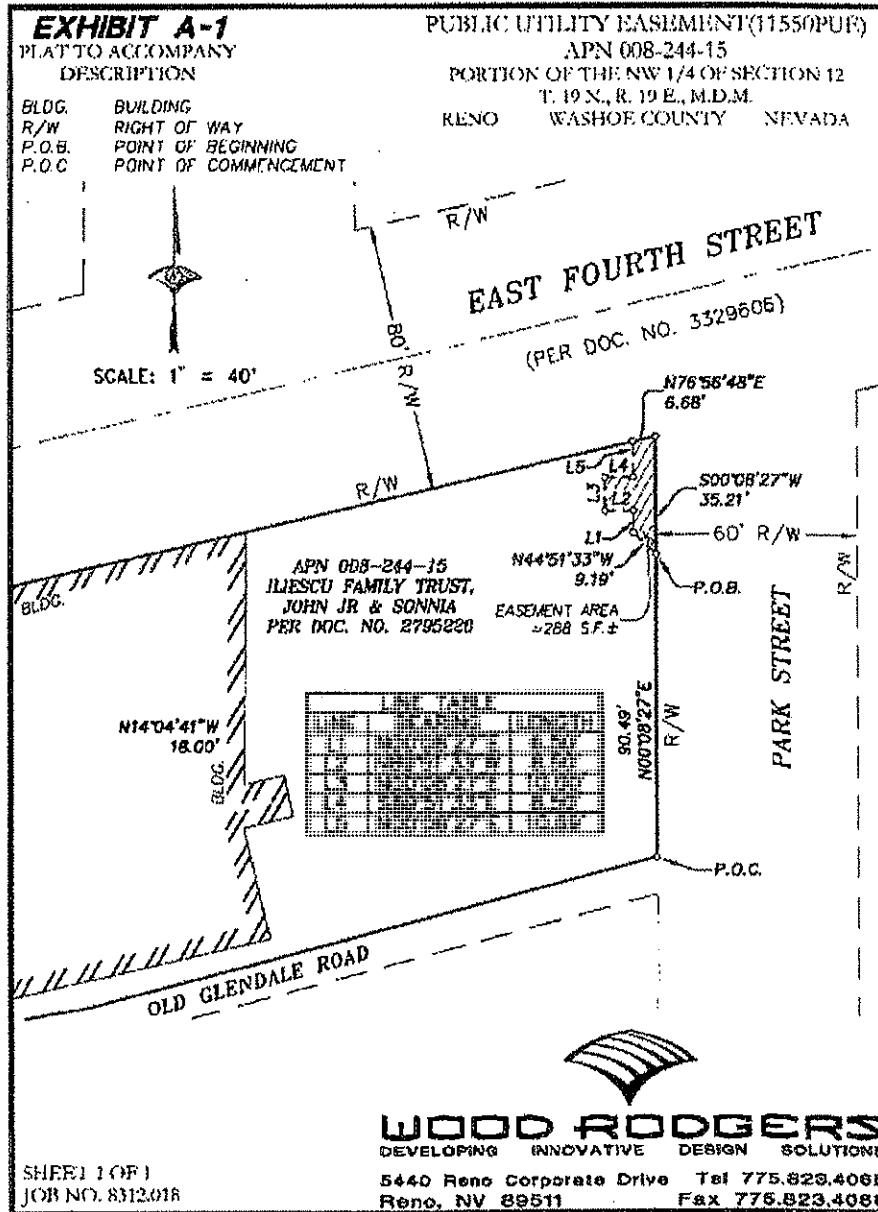 EXHIBIT A-1
PLAT TO ACCOMPANY
DESCRIPTION
BLDG. BUILDING
R/W RIGHT OF WAY
P.O.B. POINT OF BEGINNING
P.O.C POINT OF COMMENCEMENT
PUBLIC UTILITY EASEMENT(11550PUE)
APN 008-244-15
PORTION OF THE NW 1/4 OF SECTION 12
T. 19 N., R. 19 E., M.D.M.
RENO WASHOE COUNTY NEVADA
R/W
EAST FOURTH STREET
(PER DOC. NO. 3329606)
80' R/W
SCALE: 1" = 40'
N76°56'48"E
6.68'
R/W
L5
L4
L3
L2
L1
S00°08'27"W
35.21'
60' R/W
R/W
N44°51'33"W
9.19'
P.O.B.
EASEMENT AREA
=288 S.F.±
BLDG.
APN 008-244-15
ILIESCU FAMILY TRUST,
JOHN JR & SONNIA
PER DOC. NO. 2795220
PARK STREET
N14°04'41"W
18.00'
BLDG.
LINE TABLE
LINE BEARING LENGTH
90.49'
N00°08'27"E
R/W
P.O.C.
OLD GLENDALE ROAD
WOOD RODGERS
DEVELOPING INNOVATIVE DESIGN SOLUTIONS
5440 Reno Corporate Drive Tel 775.823.4068
Reno, NV 89511 Fax 775.823.4066
SHEET 1 OF 1
JOB NO. 8312.018